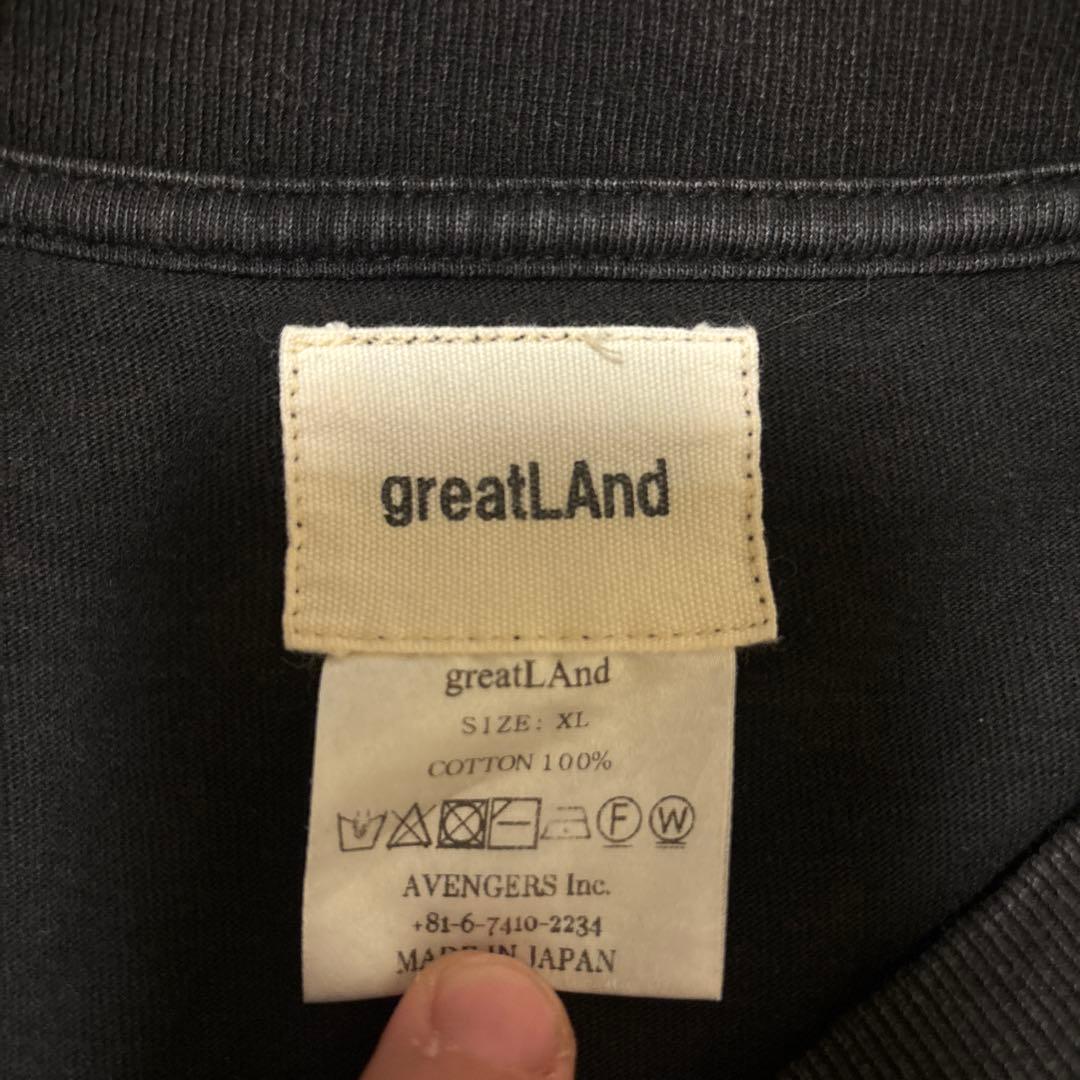 greatLAnd
greatLAnd
SIZE: XL
COTTON 100%
F W
AVENGERS Inc.
+81-6-7410-2234
MADE IN JAPAN